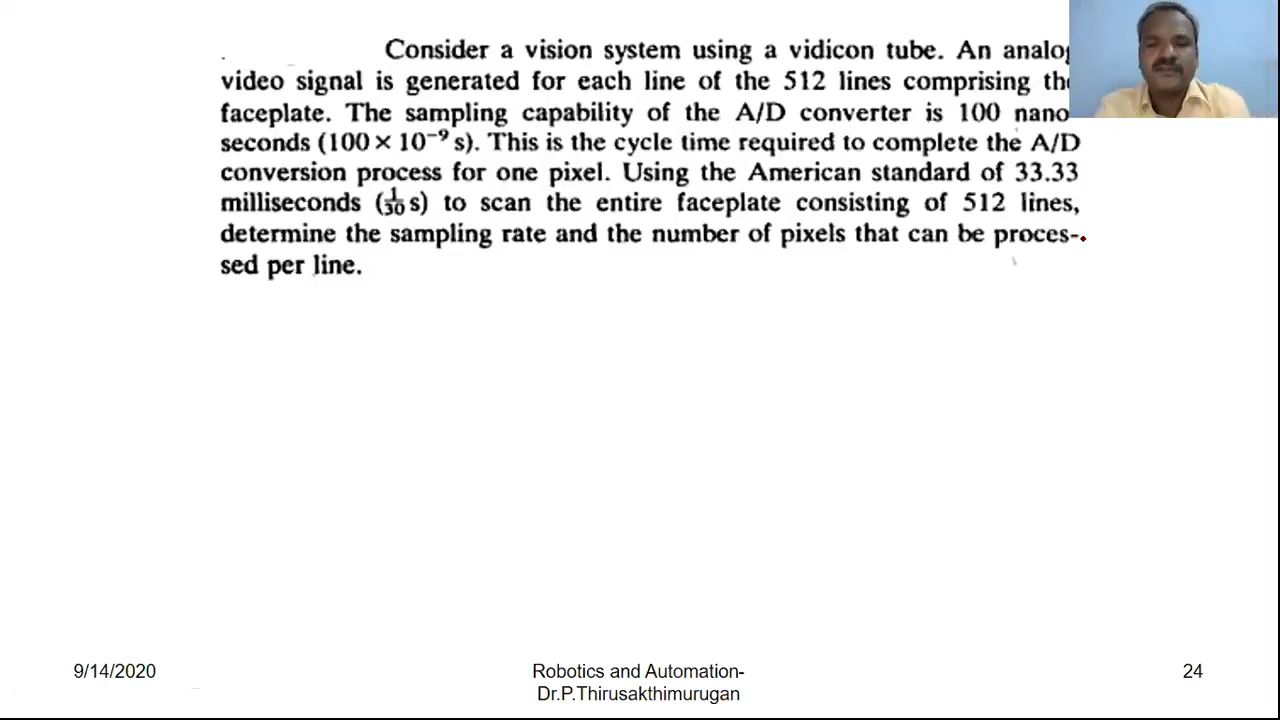 Consider a vision system using a vidicon tube. An analog
video signal is generated for each line of the 512 lines comprising the
faceplate. The sampling capability of the A/D converter is 100 nano
seconds (100 × 10⁻⁹ s). This is the cycle time required to complete the A/D
conversion process for one pixel. Using the American standard of 33.33
milliseconds (1/30 s) to scan the entire faceplate consisting of 512 lines,
determine the sampling rate and the number of pixels that can be proces-
sed per line.
9/14/2020
Robotics and Automation-
Dr.P.Thirusakthimurugan
24